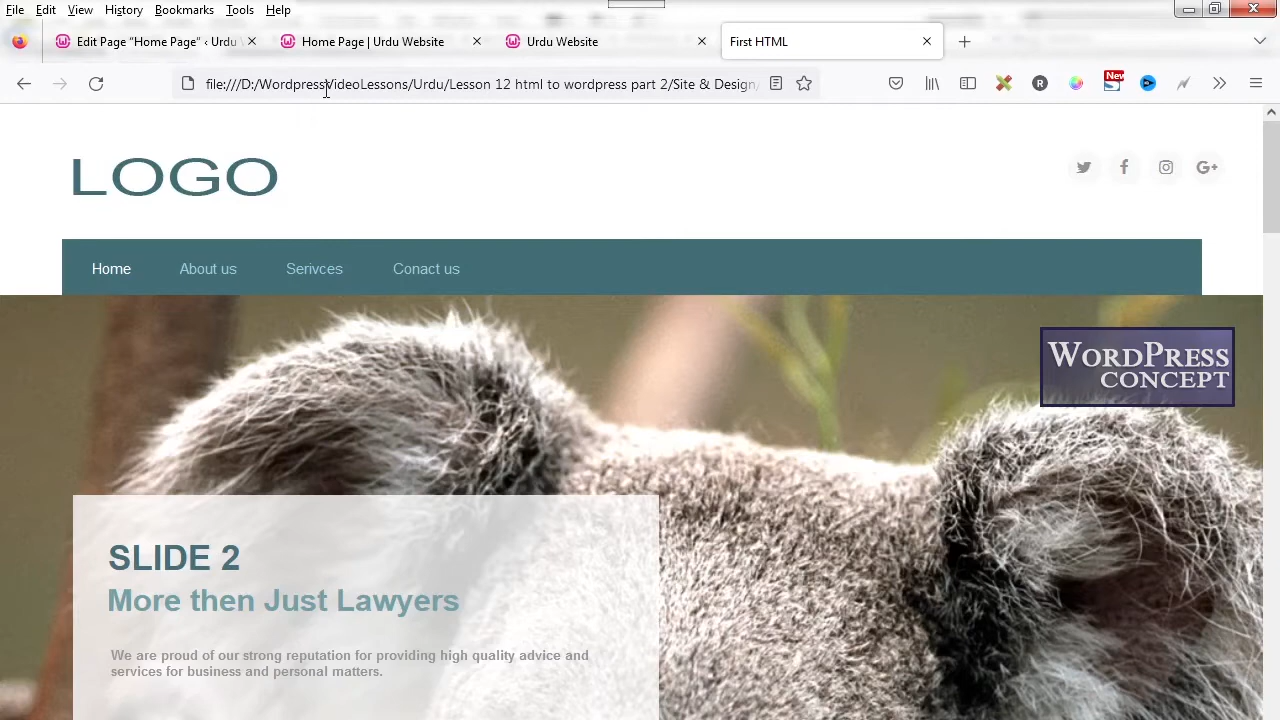 File Edit View History Bookmarks Tools Help
Edit Page “Home Page” ‹ Urdu
Home Page | Urdu Website
Urdu Website
First HTML
file:///D:/WordpressVideoLessons/Urdu/Lesson 12 html to wordpress part 2/Site & Design/
R
New
LOGO
G+
Home
About us
Serivces
Conact us
WORDPRESS
CONCEPT
SLIDE 2
More then Just Lawyers
We are proud of our strong reputation for providing high quality advice and
services for business and personal matters.